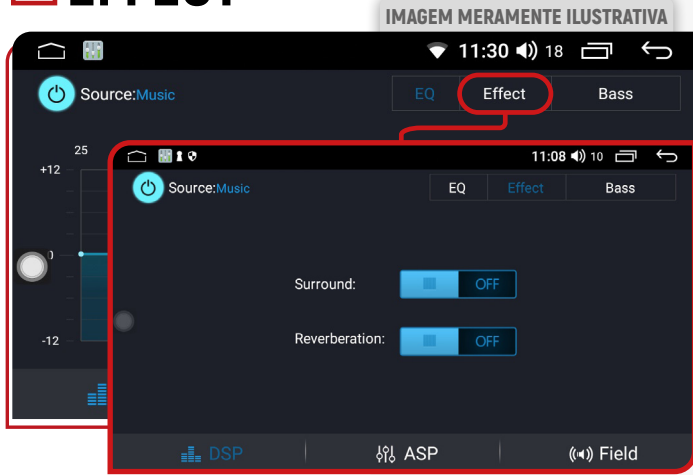 EFFECT
IMAGEM MERAMENTE ILUSTRATIVA
11:30 18
Source:Music
EQ Effect Bass
25
+12
0
-12
11:08 10
Source:Music
EQ Effect Bass
Surround: OFF
Reverberation: OFF
DSP ASP Field